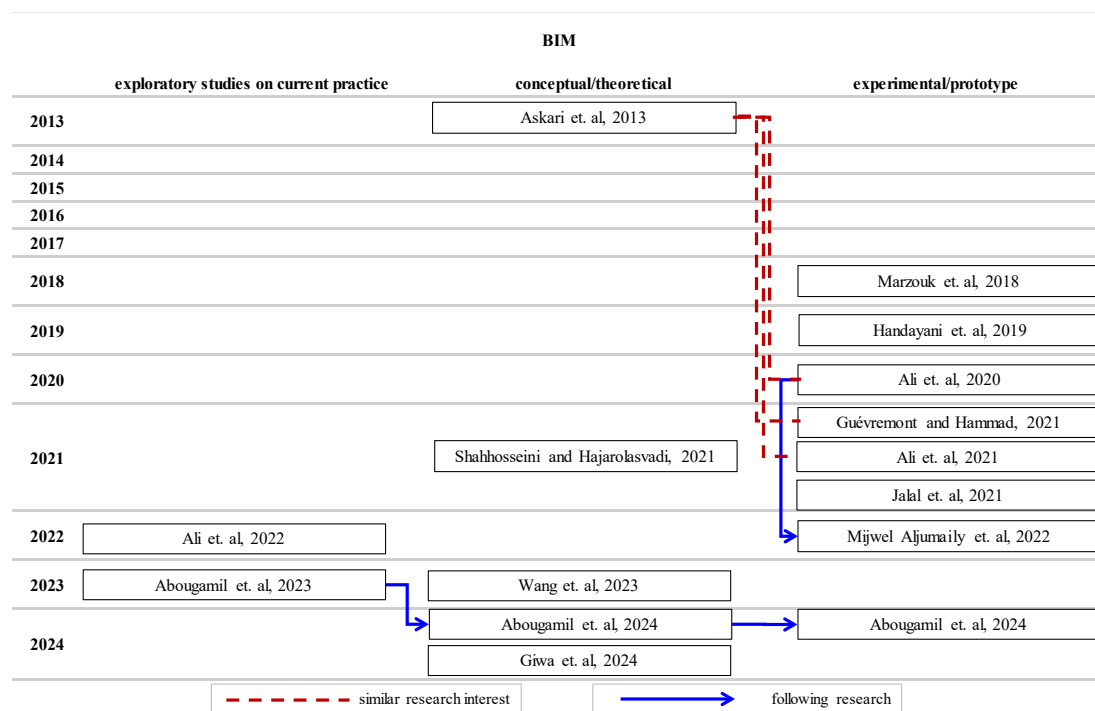 BIM
exploratory studies on current practice conceptual/theoretical experimental/prototype
2013 Askari et. al, 2013
2014
2015
2016
2017
2018 Marzouk et. al, 2018
2019 Handayani et. al, 2019
2020 Ali et. al, 2020
Guévremont and Hammad, 2021
2021 Shahhosseini and Hajarolasvadi, 2021 Ali et. al, 2021
Jalal et. al, 2021
2022 Ali et. al, 2022 Mijwel Aljumaily et. al, 2022
2023 Abougamil et. al, 2023 Wang et. al, 2023
Abougamil et. al, 2024 Abougamil et. al, 2024
2024
Giwa et. al, 2024
similar research interest following research